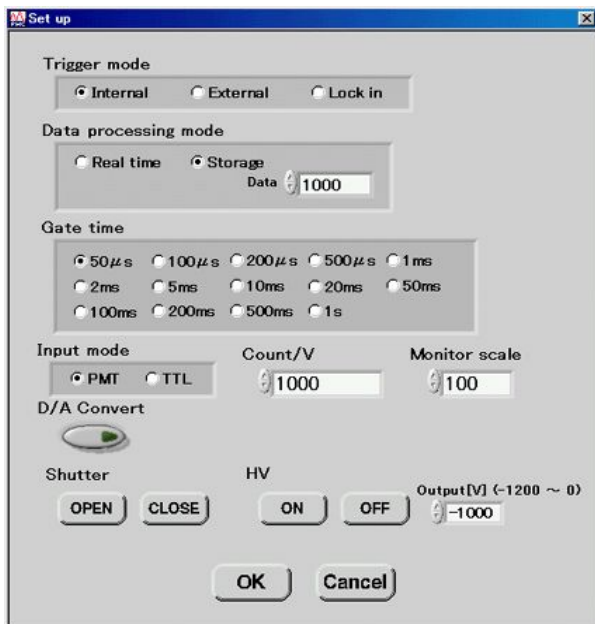 Set up
Trigger mode
Internal External Lock in
Data processing mode
Real time Storage
Data 1000
Gate time
50μs 100μs 200μs 500μs 1ms
2ms 5ms 10ms 20ms 50ms
100ms 200ms 500ms 1s
Input mode Count/V Monitor scale
PMT TTL 1000 100
D/A Convert
Shutter HV Output[V] (-1200 ～ 0)
OPEN CLOSE ON OFF -1000
OK Cancel